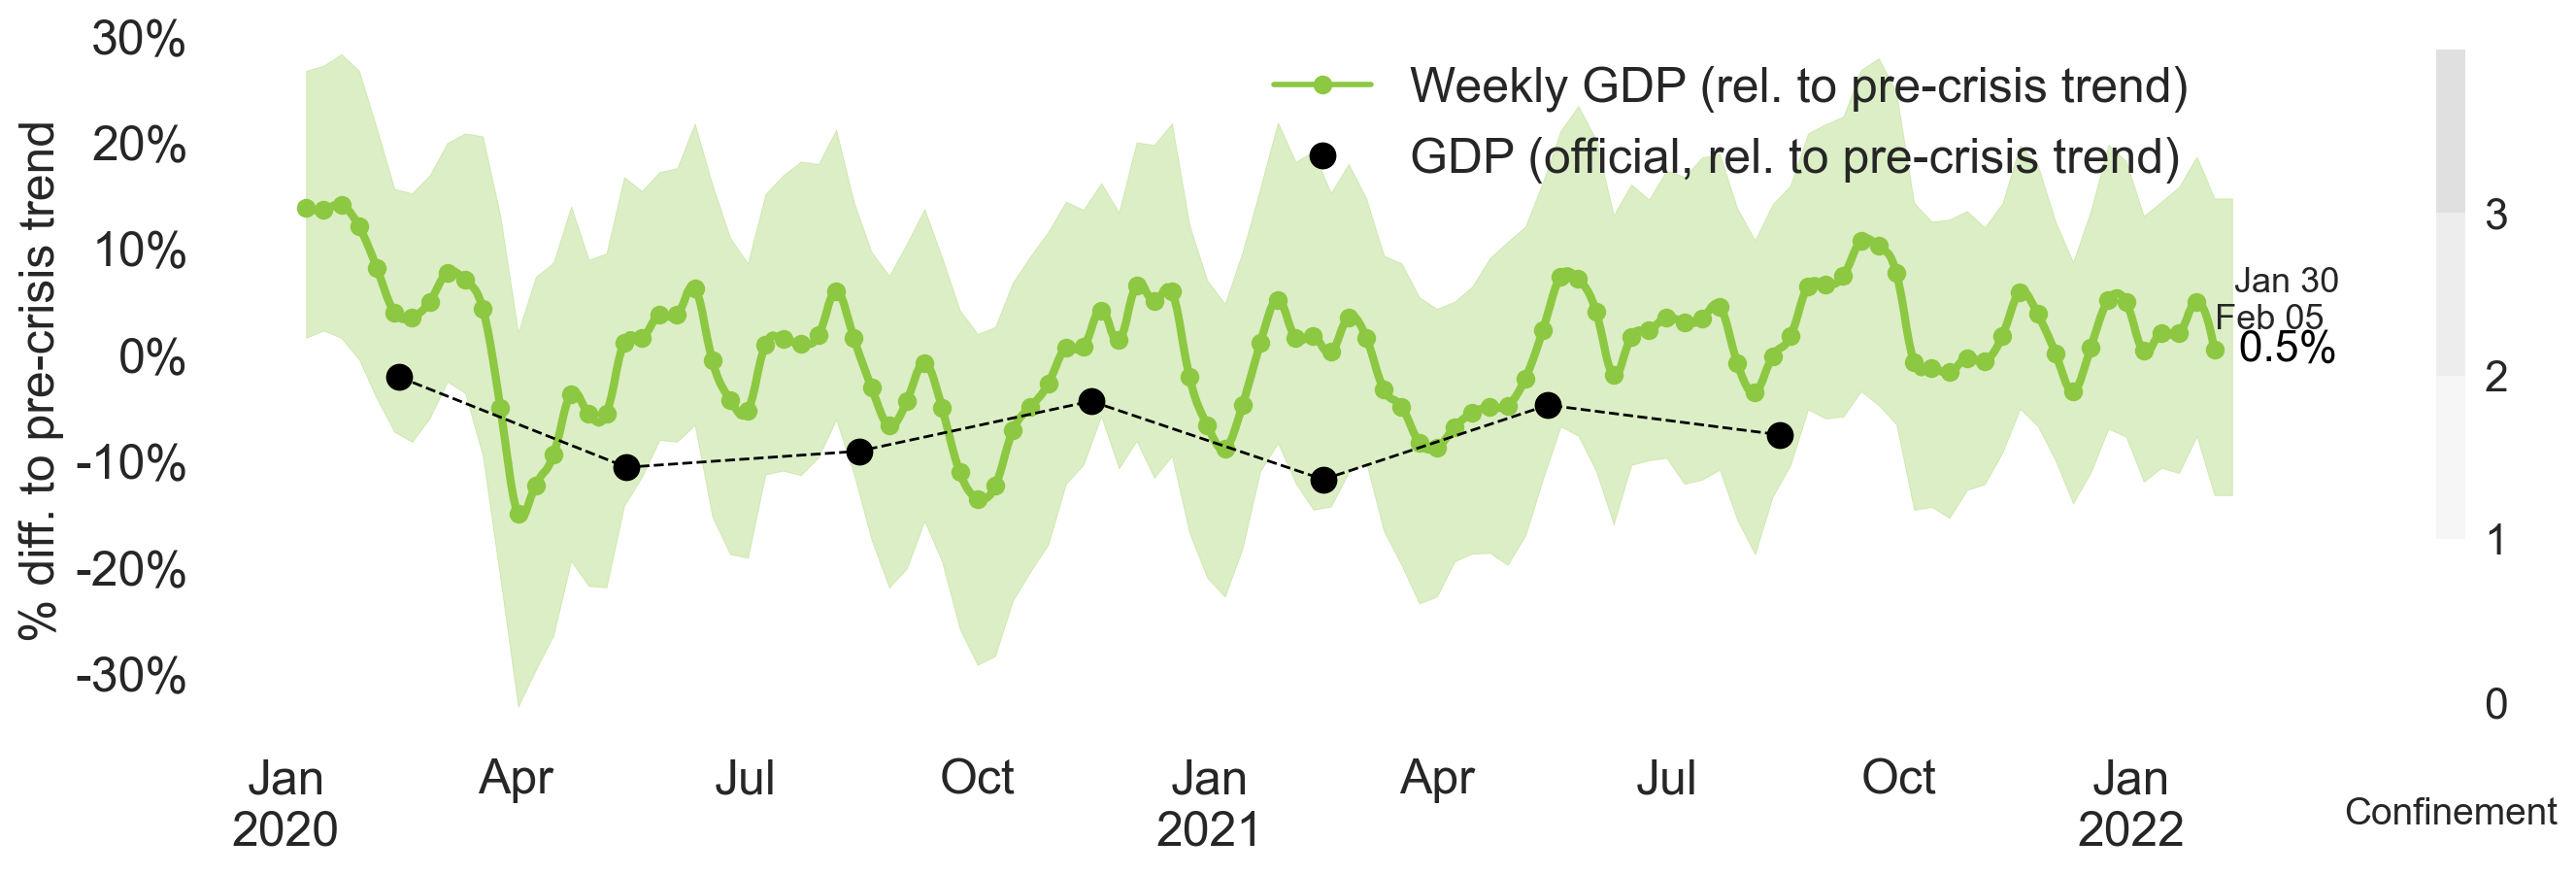 30%
20%
10%
0%
-10%
-20%
-30%
% diff. to pre-crisis trend
Weekly GDP (rel. to pre-crisis trend)
GDP (official, rel. to pre-crisis trend)
Jan 30
Feb 05
0.5%
3
2
1
0
Jan Apr Jul Oct Jan Apr Jul Oct Jan
2020 2021 2022
Confinement